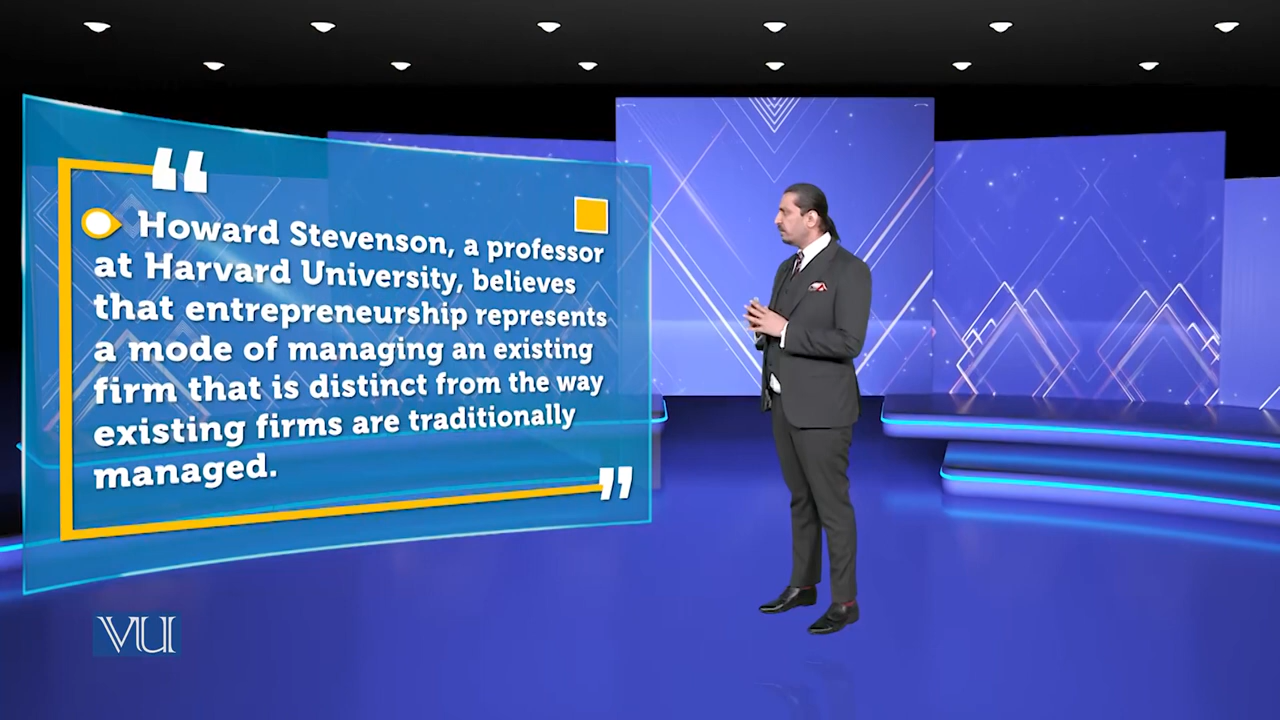 “
Howard Stevenson, a professor
at Harvard University, believes
that entrepreneurship represents
a mode of managing an existing
firm that is distinct from the way
existing firms are traditionally
managed.
”
VU